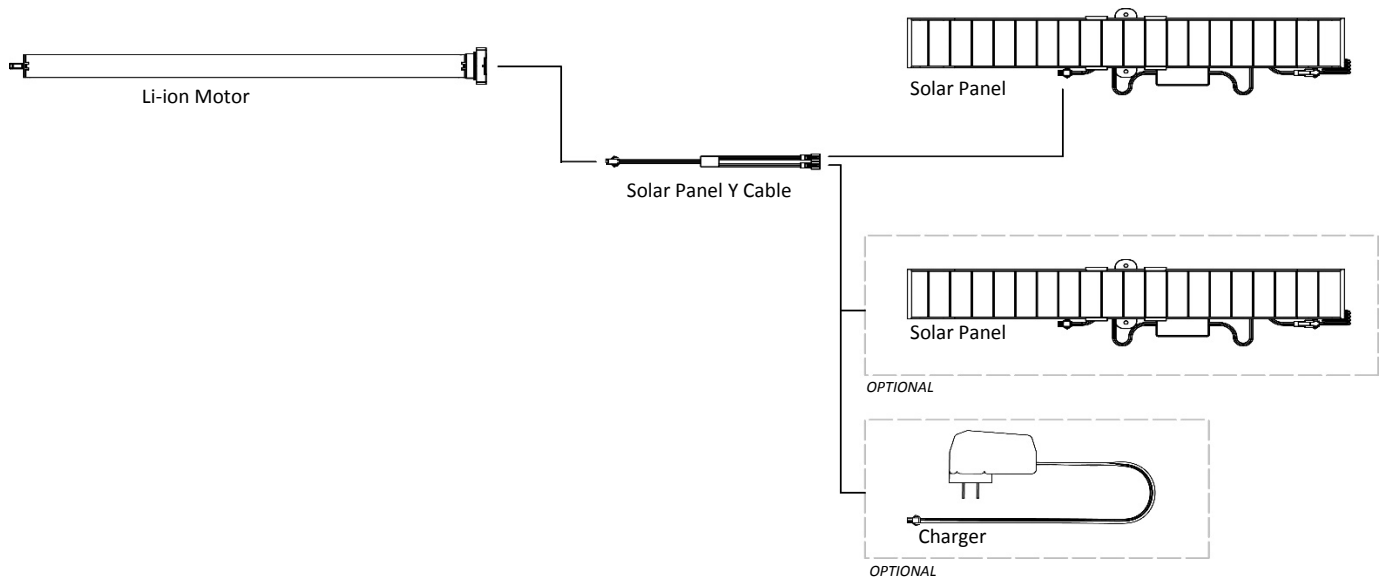 Li-ion Motor
Solar Panel
Solar Panel Y Cable
Solar Panel
OPTIONAL
Charger
OPTIONAL